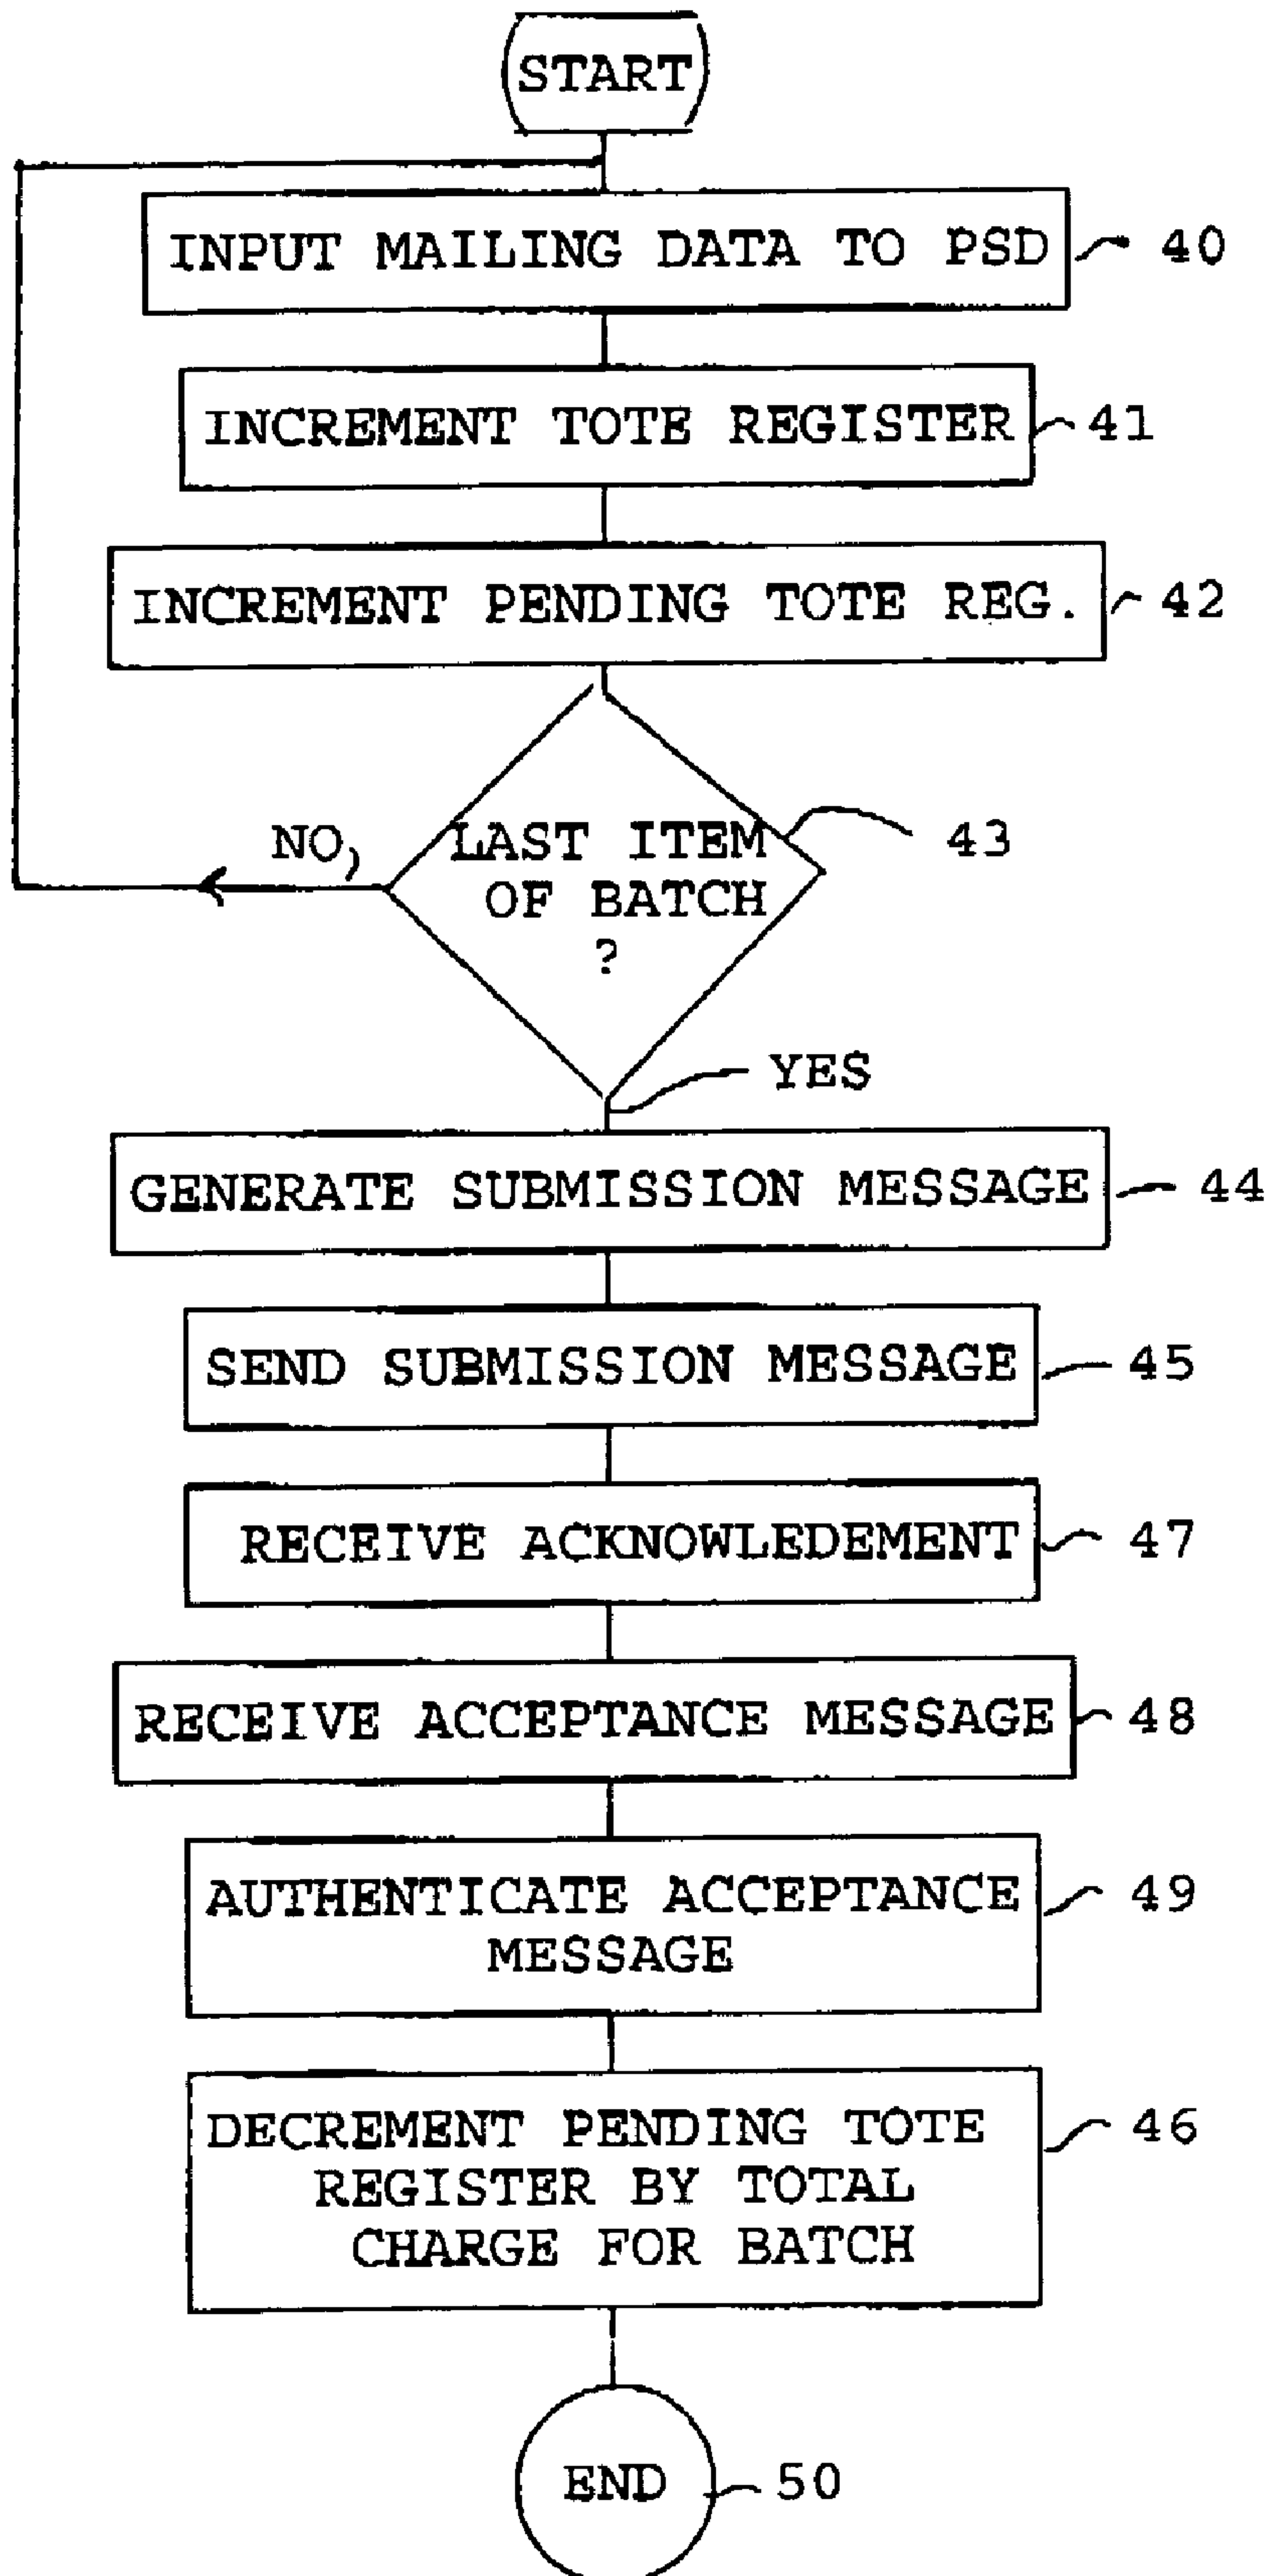 START
INPUT MAILING DATA TO PSD 40
INCREMENT TOTE REGISTER 41
INCREMENT PENDING TOTE REG. 42
NO,
LAST ITEM 43
OF BATCH
?
YES
GENERATE SUBMISSION MESSAGE 44
SEND SUBMISSION MESSAGE 45
RECEIVE ACKNOWLEDEMENT 47
RECEIVE ACCEPTANCE MESSAGE 48
AUTHENTICATE ACCEPTANCE 49
MESSAGE
DECREMENT PENDING TOTE 46
REGISTER BY TOTAL
CHARGE FOR BATCH
END 50